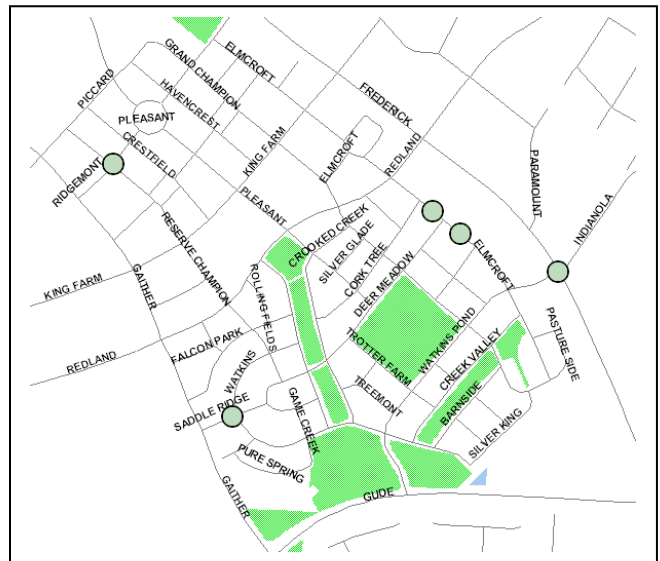 ELMCROFT
GRAND CHAMPION
PICCARD
HAVENCREST
FREDERICK
PLEASANT
CRESTFIELD
KING FARM
ELMCROFT
REDLAND
PARAMOUNT
RIDGEMONT
PLEASANT
INDIANOLA
RESERVE CHAMPION
CROOKED CREEK
SILVER GLADE
CORK TREE
ELMCROFT
GAITHER
ROLLING FIELDS
DEER MEADOW
KING FARM
PASTURE SIDE
WATKINS POND
FALCON PARK
TROTTER FARM
CREEK VALLEY
REDLAND
WATKINS
TREEMONT
BARNSIDE
SADDLE RIDGE
GAME CREEK
SILVER KING
PURE SPRING
GAITHER
GUDE